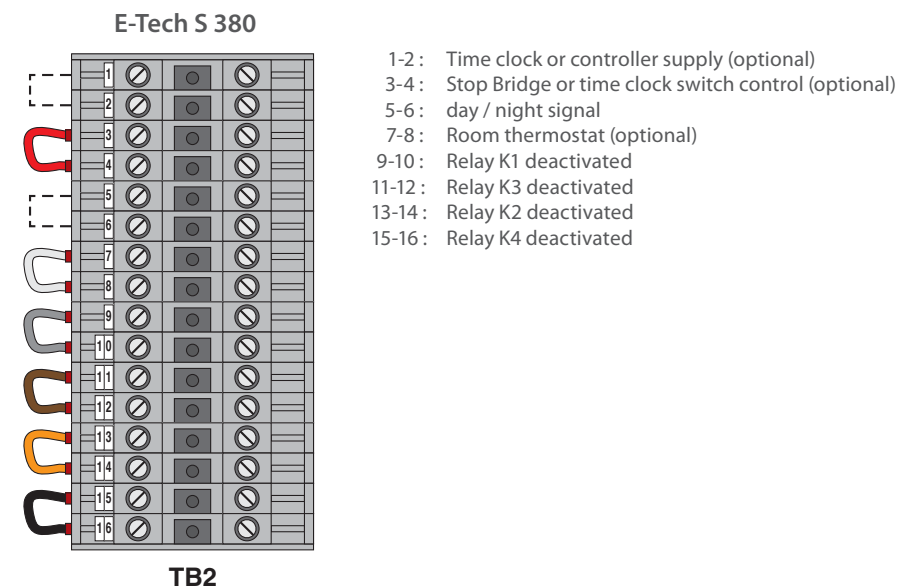 E-Tech S 380
1
2
3
4
5
6
7
8
9
10
11
12
13
14
15
16
TB2
1-2 : Time clock or controller supply (optional)
3-4 : Stop Bridge or time clock switch control (optional)
5-6 : day / night signal
7-8 : Room thermostat (optional)
9-10 : Relay K1 deactivated
11-12 : Relay K3 deactivated
13-14 : Relay K2 deactivated
15-16 : Relay K4 deactivated